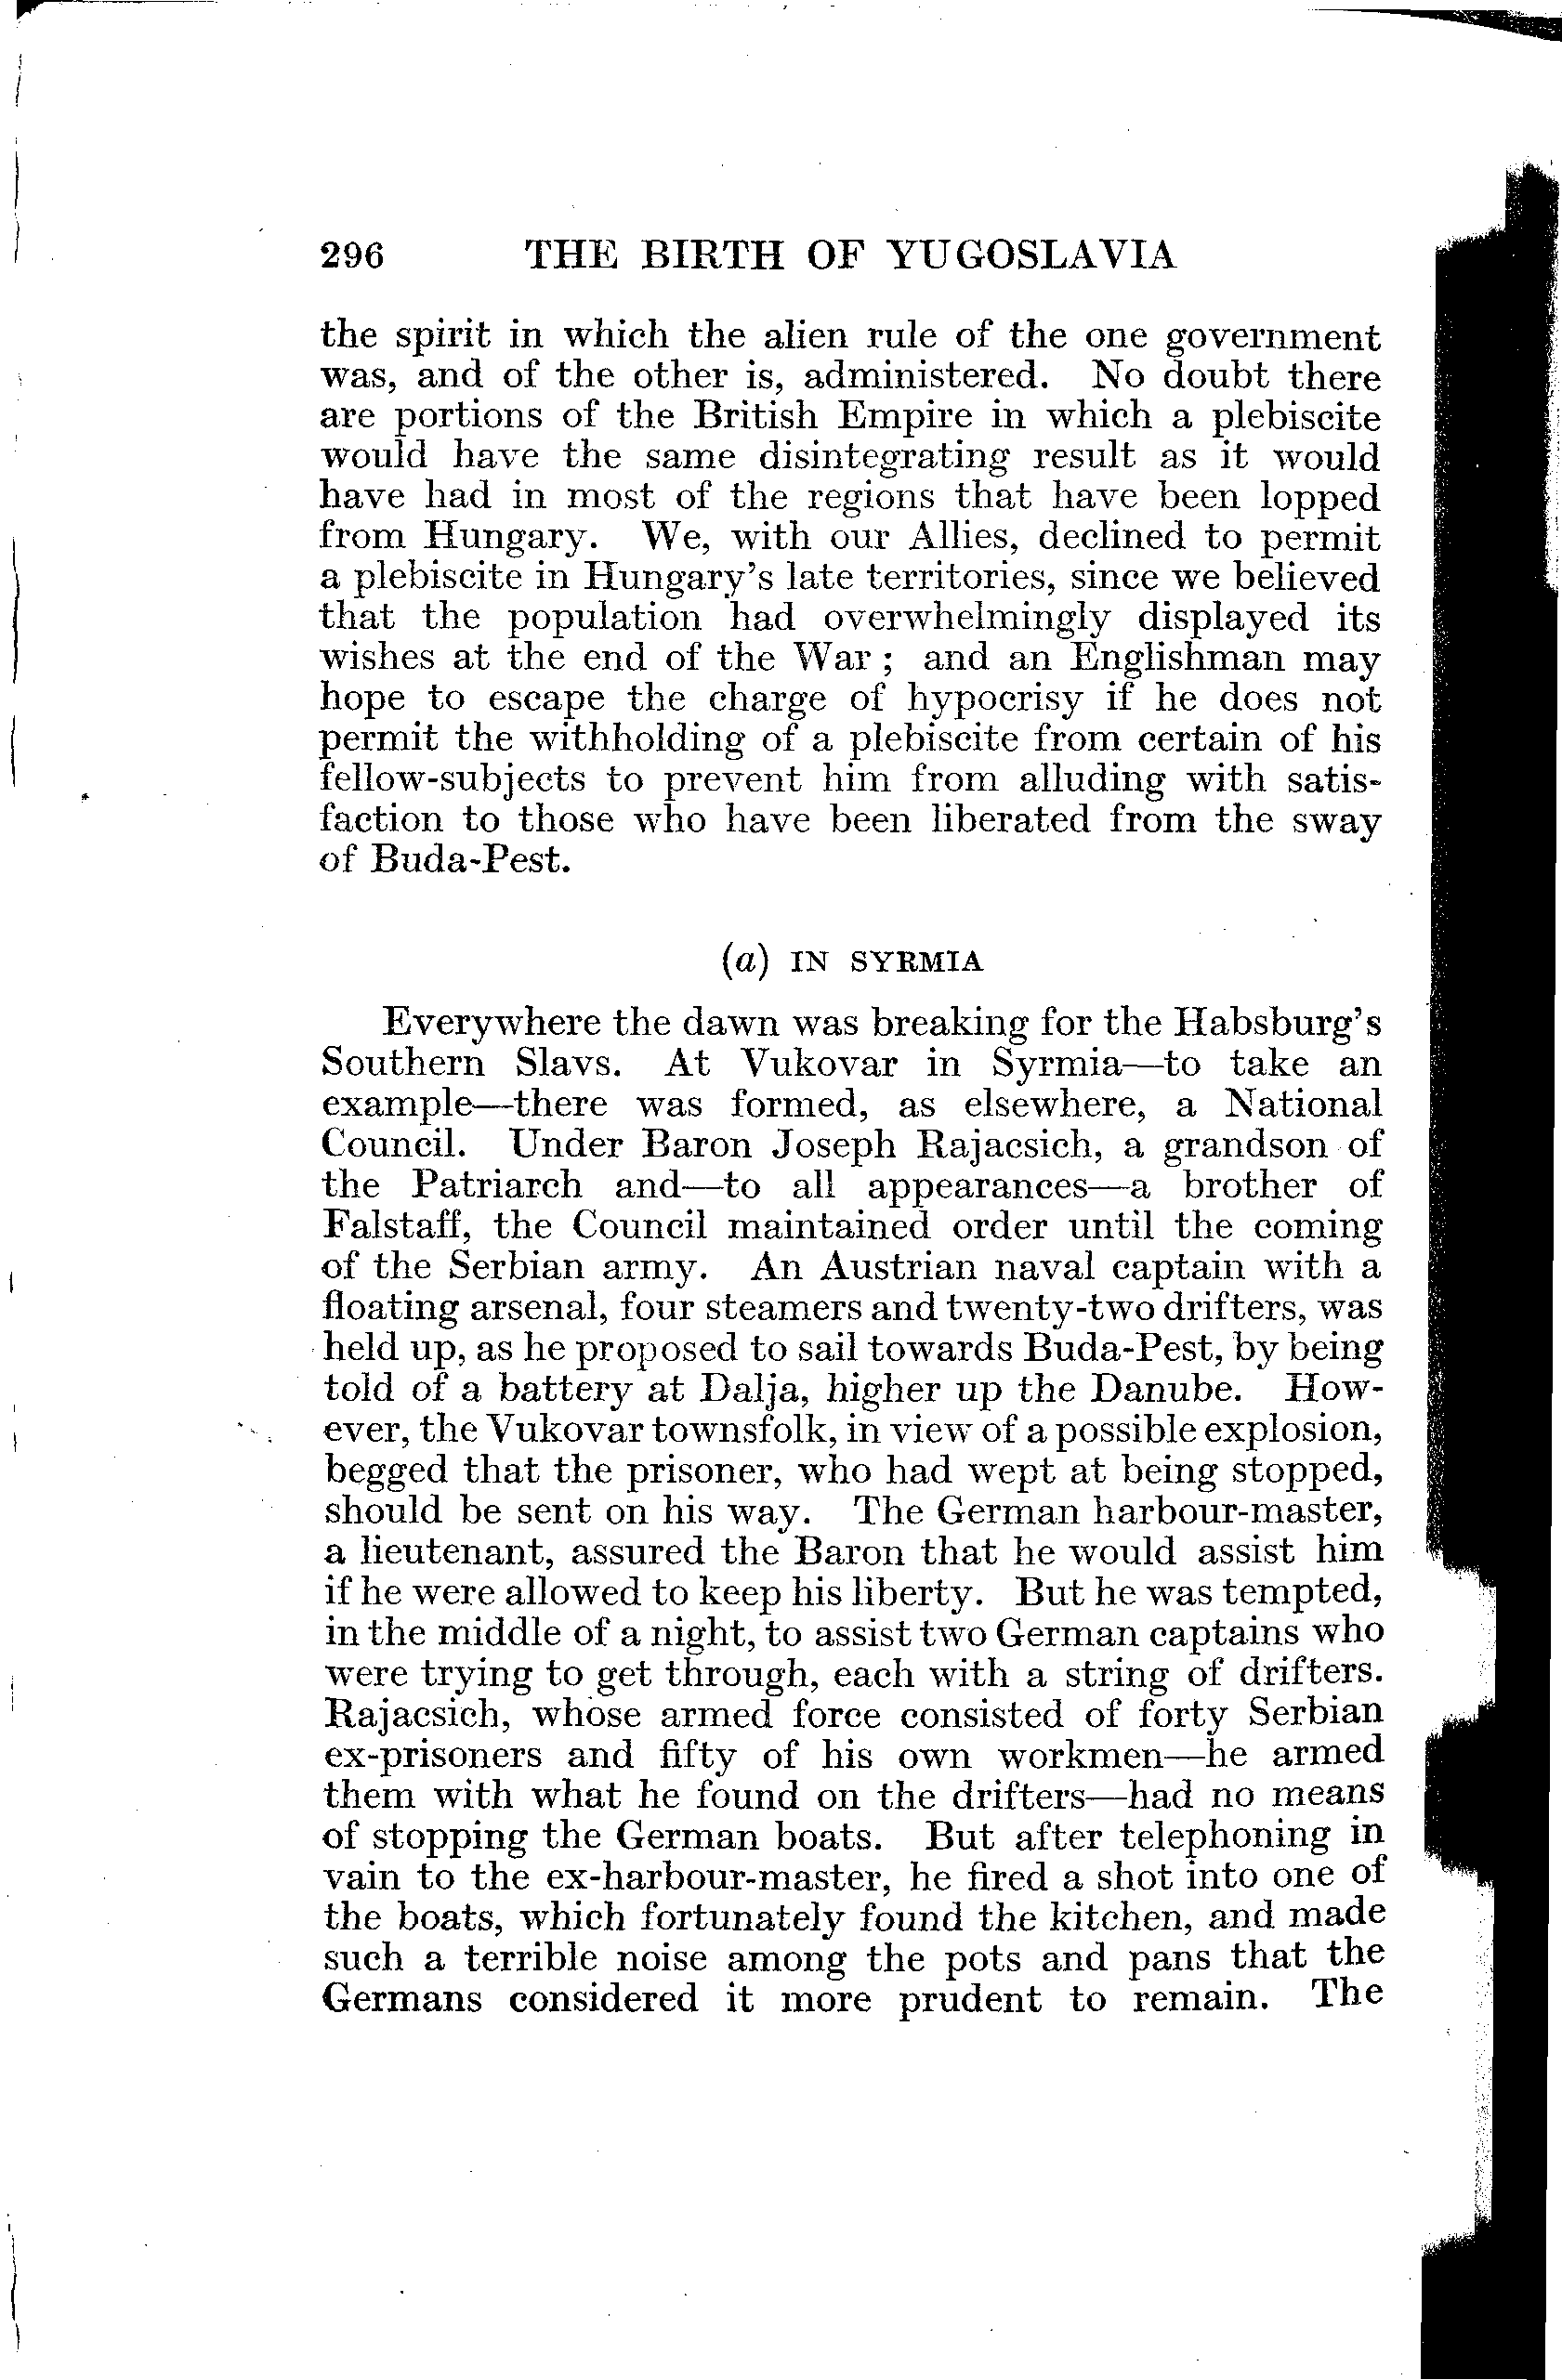 296 THE BIRTH OF YUGOSLAVIA
the spirit in which the alien rule of the one government
was, and of the other is, administered. No doubt there
are portions of the British Empire in which a plebiscite
would have the same disintegrating result as it would
have had in most of the regions that have been lopped
from Hungary. We, with our Allies, declined to permit
a plebiscite in Hungary's late territories, since we believed
that the population had overwhelmingly displayed its
wishes at the end of the War ; and an Englishman may
hope to escape the charge of hypocrisy if he does not
permit the withholding of a plebiscite from certain of his
fellow-subjects to prevent him from alluding with satis-
faction to those who have been liberated from the sway
of Buda-Pest.
(a) IN SYRMIA
Everywhere the dawn was breaking for the Habsburg's
Southern Slavs. At Vukovar in Syrmia—to take an
example—there was formed, as elsewhere, a National
Council. Under Baron Joseph Rajacsich, a grandson of
the Patriarch and—to all appearances—a brother of
Falstaff, the Council maintained order until the coming
of the Serbian army. An Austrian naval captain with a
floating arsenal, four steamers and twenty-two drifters, was
held up, as he proposed to sail towards Buda-Pest, by being
told of a battery at Dalja, higher up the Danube. How-
ever, the Vukovar townsfolk, in view of a possible explosion,
begged that the prisoner, who had wept at being stopped,
should be sent on his way. The German harbour-master,
a lieutenant, assured the Baron that he would assist him
if he were allowed to keep his liberty. But he was tempted,
in the middle of a night, to assist two German captains who
were trying to get through, each with a string of drifters.
Rajacsich, whose armed force consisted of forty Serbian
ex-prisoners and fifty of his own workmen—he armed
them with what he found on the drifters—had no means
of stopping the German boats. But after telephoning in
vain to the ex-harbour-master, he fired a shot into one of
the boats, which fortunately found the kitchen, and made
such a terrible noise among the pots and pans that the
Germans considered it more prudent to remain. The